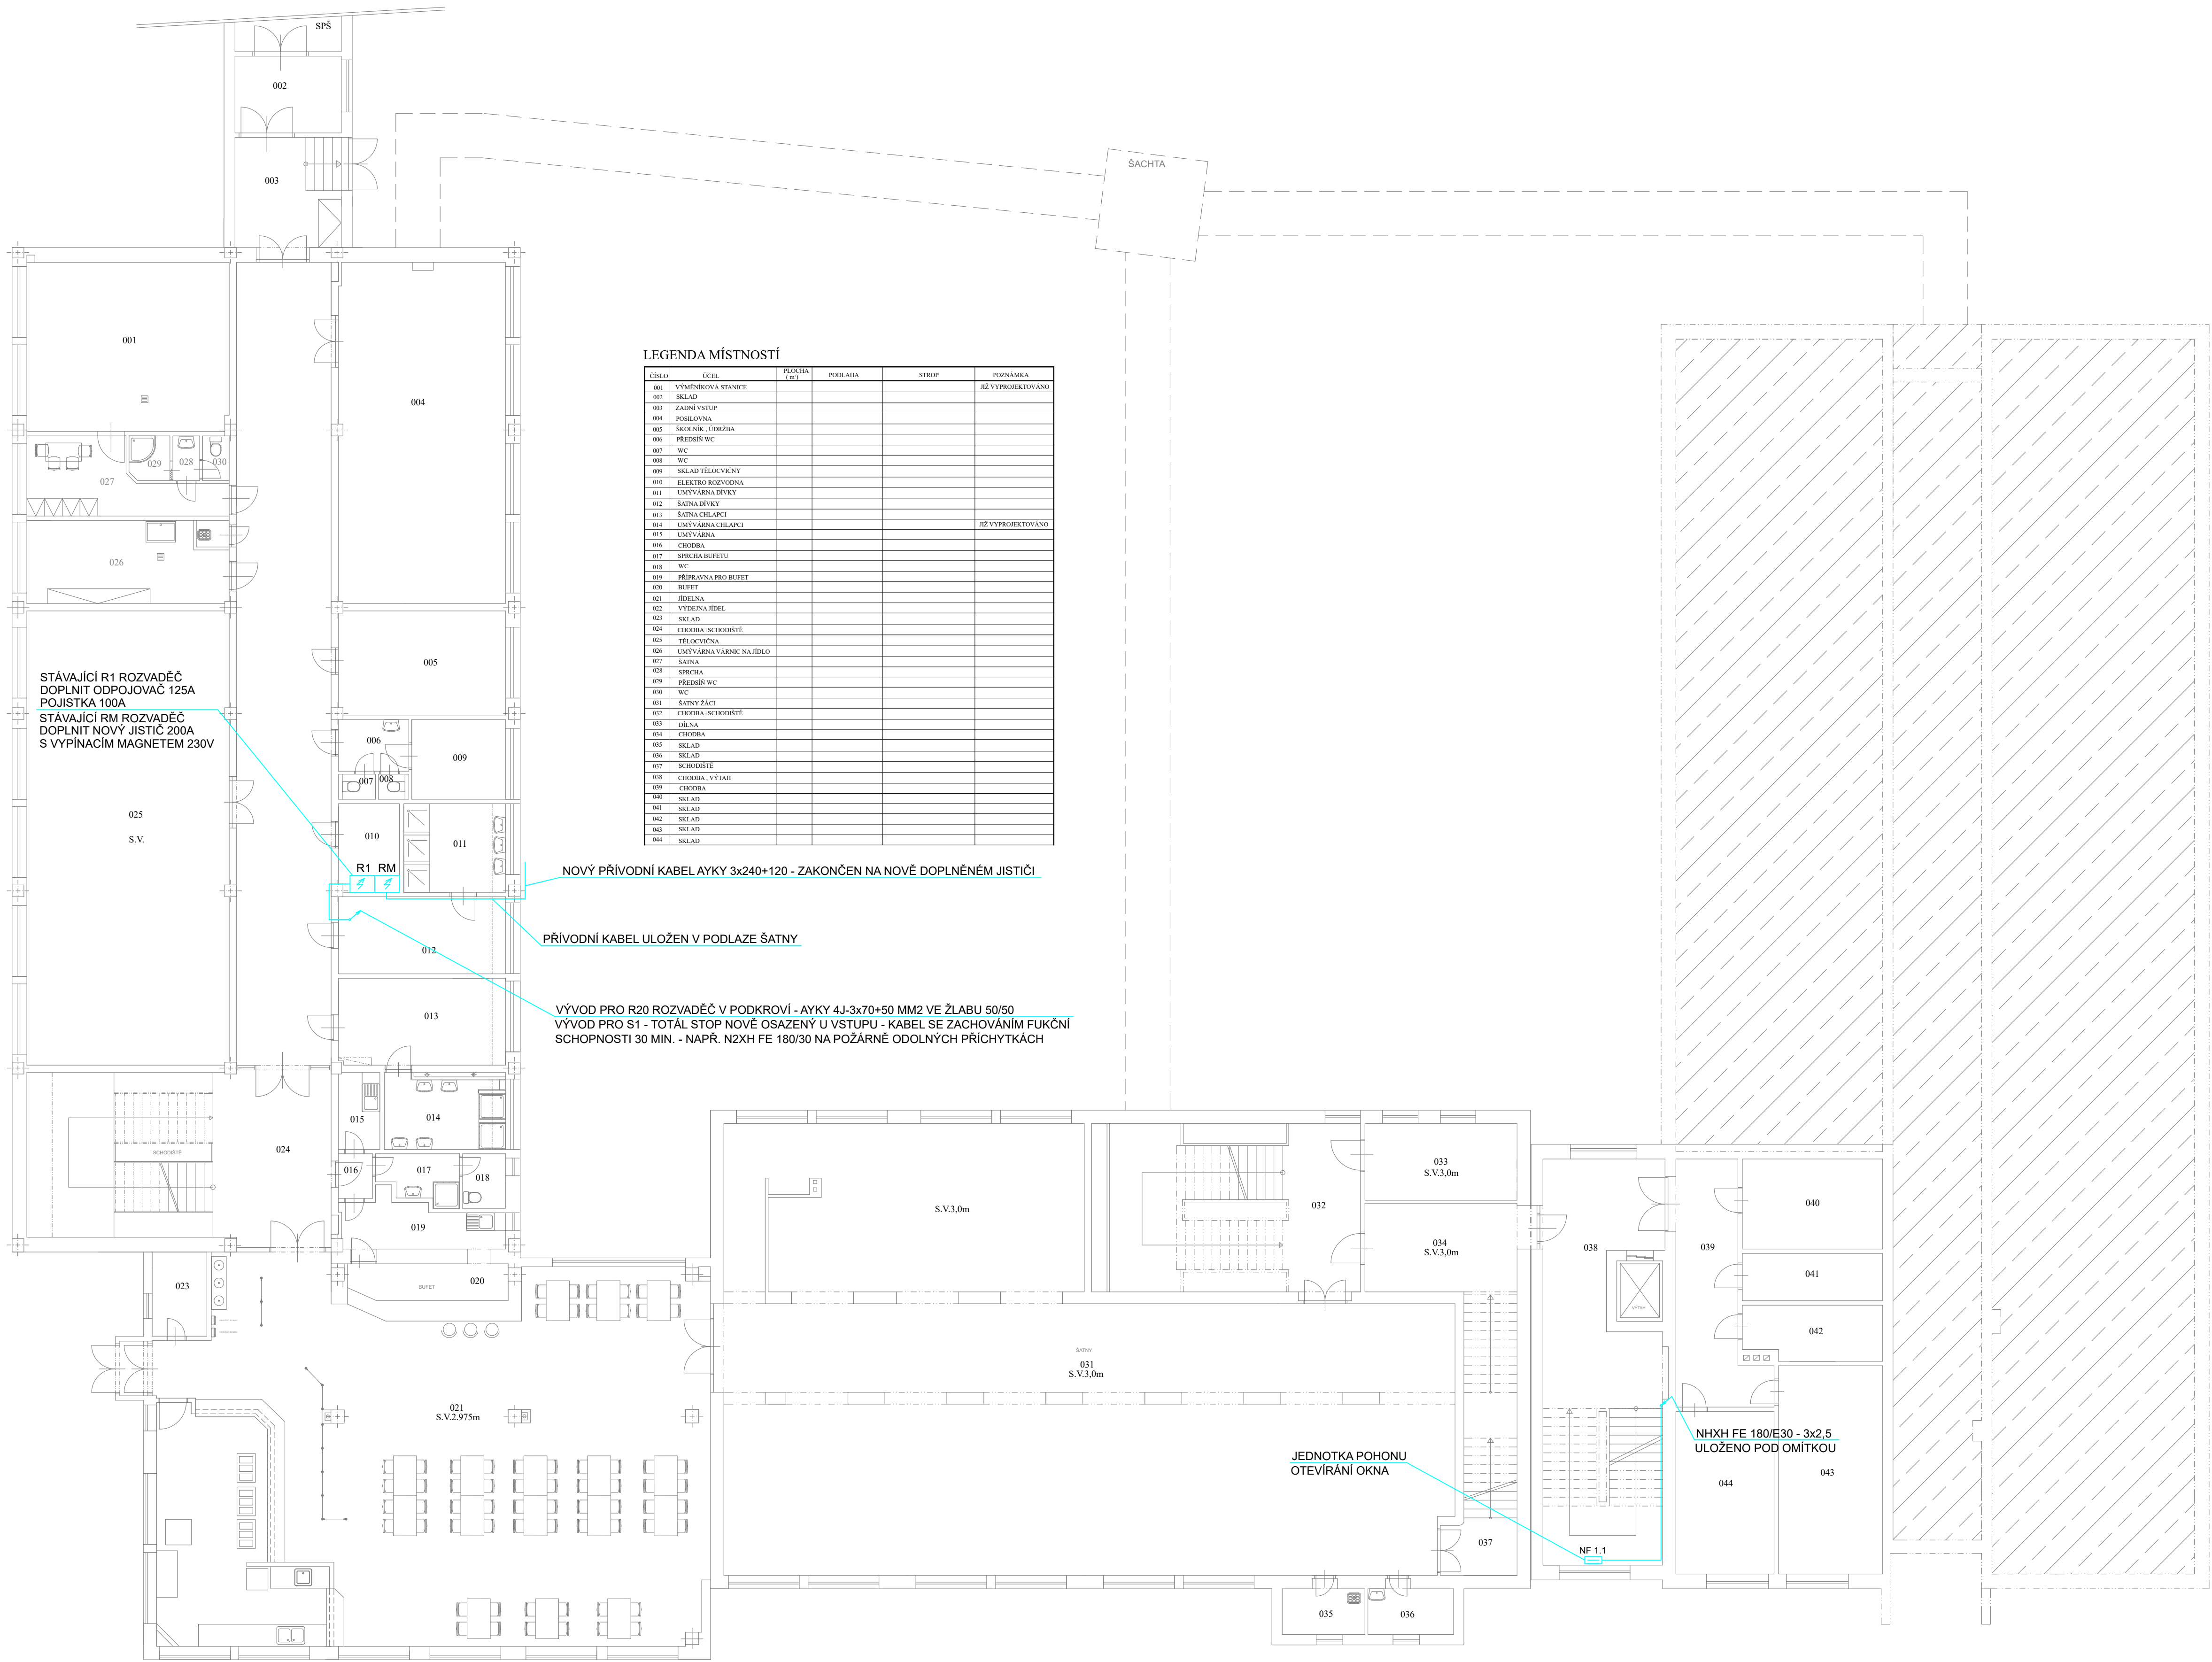 SPŠ
002
003
ŠACHTA
001
004
LEGENDA MÍSTNOSTÍ
ČÍSLO ÚČEL PLOCHA ( m²) PODLAHA STROP POZNÁMKA
001 VÝMĚNÍKOVÁ STANICE JIŽ VYPROJEKTOVÁNO
002 SKLAD
003 ZADNÍ VSTUP
004 POSILOVNA
005 ŠKOLNÍK , ÚDRŽBA
006 PŘEDSÍŇ WC
007 WC
008 WC
009 SKLAD TĚLOCVIČNY
010 ELEKTRO ROZVODNA
011 UMÝVÁRNA DÍVKY
012 ŠATNA DÍVKY
013 ŠATNA CHLAPCI
014 UMÝVÁRNA CHLAPCI JIŽ VYPROJEKTOVÁNO
015 UMÝVÁRNA
016 CHODBA
017 SPRCHA BUFETU
018 WC
019 PŘÍPRAVNA PRO BUFET
020 BUFET
021 JÍDELNA
022 VÝDEJNA JÍDEL
023 SKLAD
024 CHODBA+SCHODIŠTĚ
025 TĚLOCVIČNA
026 UMÝVÁRNA VÁRNIC NA JÍDLO
027 ŠATNA
028 SPRCHA
029 PŘEDSÍŇ WC
030 WC
031 ŠATNY ŽÁCI
032 CHODBA+SCHODIŠTĚ
033 DÍLNA
034 CHODBA
035 SKLAD
036 SKLAD
037 SCHODIŠTĚ
038 CHODBA , VÝTAH
039 CHODBA
040 SKLAD
041 SKLAD
042 SKLAD
043 SKLAD
044 SKLAD
029 028 030
027
026
005
STÁVAJÍCÍ R1 ROZVADĚČ
DOPLNIT ODPOJOVAČ 125A
POJISTKA 100A
STÁVAJÍCÍ RM ROZVADĚČ
DOPLNIT NOVÝ JISTIČ 200A
S VYPÍNACÍM MAGNETEM 230V
006
009
007 008
025
S.V.
010
011
R1 RM
NOVÝ PŘÍVODNÍ KABEL AYKY 3x240+120 - ZAKONČEN NA NOVĚ DOPLNĚNÉM JISTIČI
PŘÍVODNÍ KABEL ULOŽEN V PODLAZE ŠATNY
012
VÝVOD PRO R20 ROZVADĚČ V PODKROVÍ - AYKY 4J-3x70+50 MM2 VE ŽLABU 50/50
VÝVOD PRO S1 - TOTÁL STOP NOVĚ OSAZENÝ U VSTUPU - KABEL SE ZACHOVÁNÍM FUKČNÍ
SCHOPNOSTI 30 MIN. - NAPŘ. N2XH FE 180/30 NA POŽÁRNĚ ODOLNÝCH PŘÍCHYTKÁCH
013
015
014
SCHODIŠTĚ
024
016
017
018
019
023
BUFET
020
S.V.3,0m
032
033
S.V.3,0m
034
S.V.3,0m
038
039
040
041
042
VÝTAH
ŠATNY
031
S.V.3,0m
021
S.V.2.975m
JEDNOTKA POHONU
OTEVÍRÁNÍ OKNA
NHXH FE 180/E30 - 3x2,5
ULOŽENO POD OMÍTKOU
043
044
037
NF 1.1
035
036